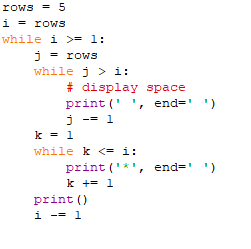 rows = 5
i = rows
while i >= 1:
    j = rows
    while j > i:
        # display space
        print(' ', end=' ')
        j -= 1
    k = 1
    while k <= i:
        print('*', end=' ')
        k += 1
    print()
    i -= 1